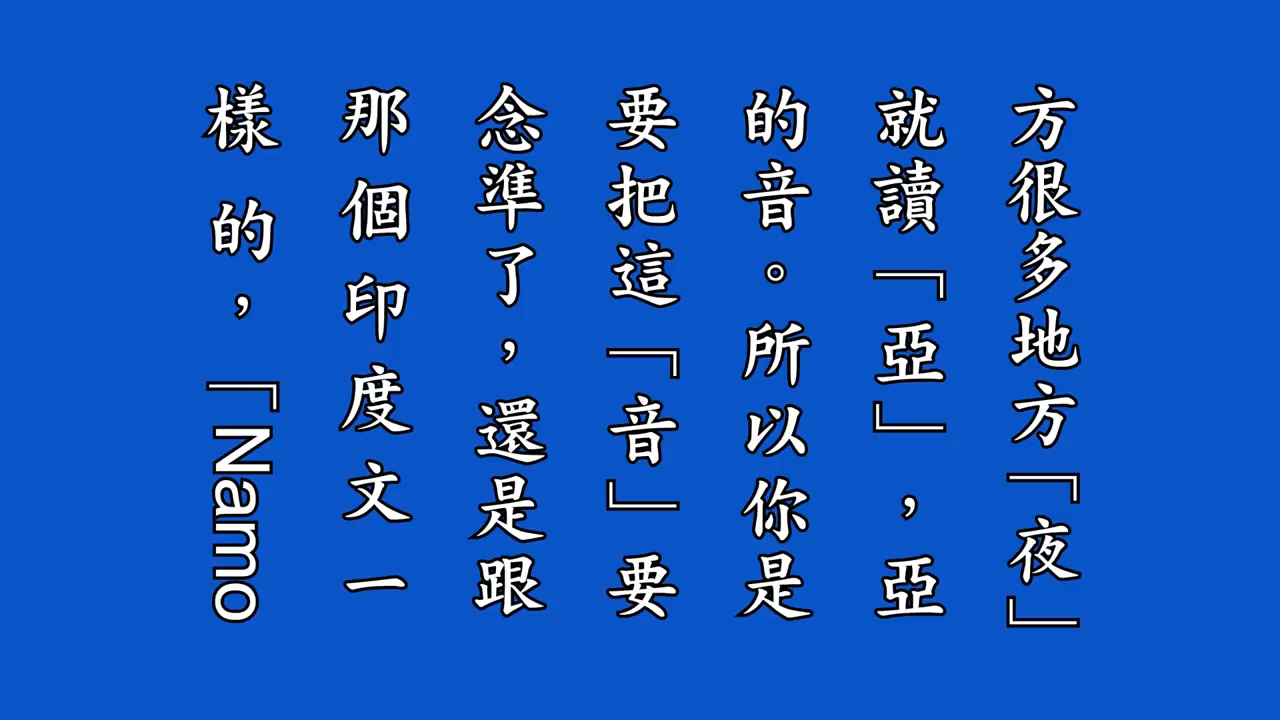 方很多地方「夜」
就讀「亞」，亞
的音。所以你是
要把這「音」要
念準了，還是跟
那個印度文一
樣的，「Namo